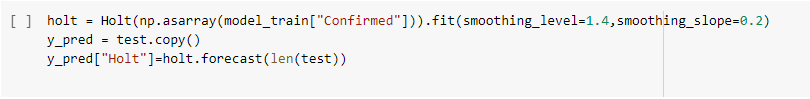 [ ] holt = Holt(np.asarray(model_train["Confirmed"])).fit(smoothing_level=1.4,smoothing_slope=0.2)
y_pred = test.copy()
y_pred["Holt"]=holt.forecast(len(test))